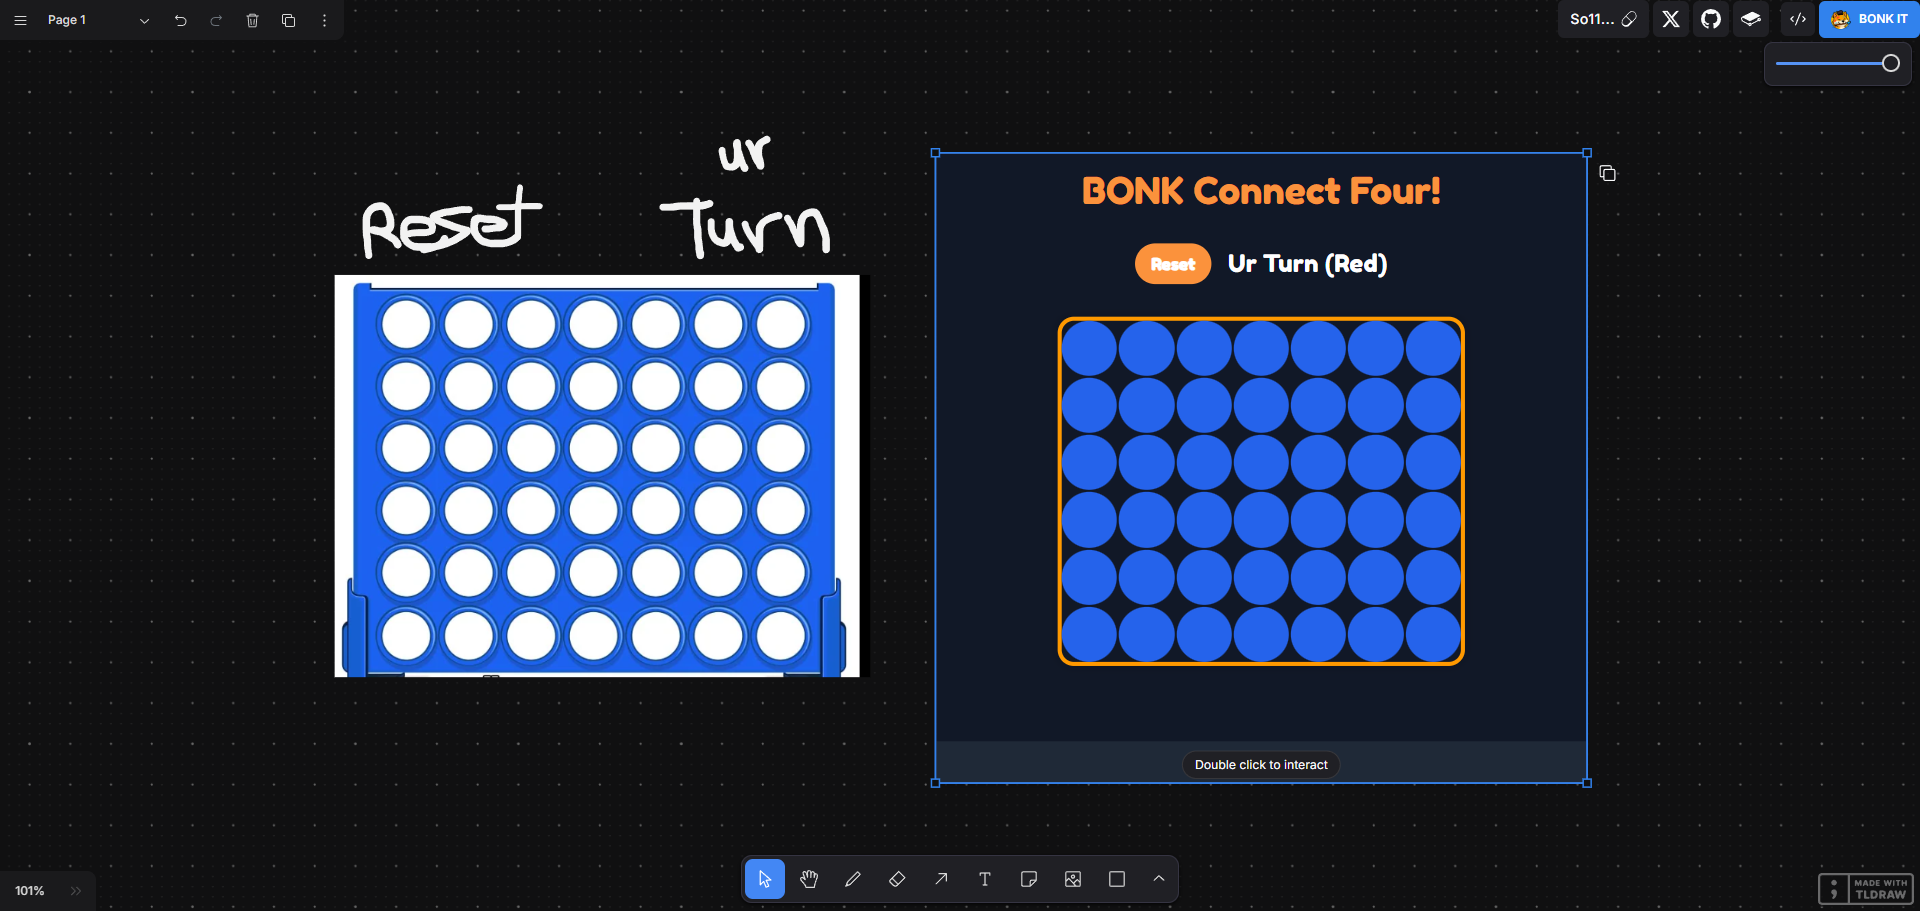 Page 1
So11...
BONK IT
ur
Reset Turn
BONK Connect Four!
Reset Ur Turn (Red)
Double click to interact
101%
MADE WITH
TLDRAW